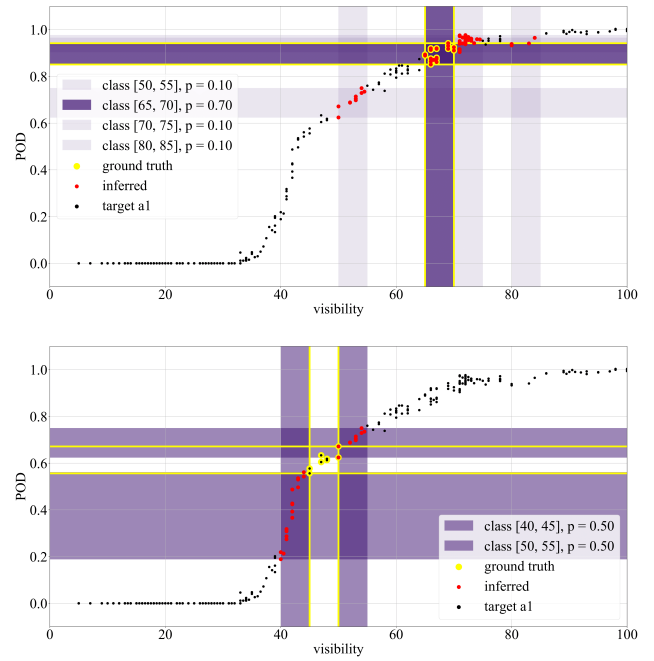 1.0
0.8
0.6
0.4
0.2
0.0
POD
class [50, 55], p = 0.10
class [65, 70], p = 0.70
class [70, 75], p = 0.10
class [80, 85], p = 0.10
ground truth
inferred
target a1
0 20 40 60 80 100
visibility
1.0
0.8
0.6
0.4
0.2
0.0
POD
class [40, 45], p = 0.50
class [50, 55], p = 0.50
ground truth
inferred
target a1
0 20 40 60 80 100
visibility